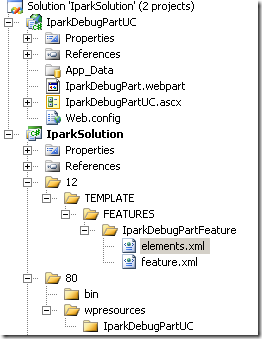 Solution 'IparkSolution' (2 projects)
IparkDebugPartUC
Properties
References
App_Data
IparkDebugPart.webpart
IparkDebugPartUC.ascx
Web.config
IparkSolution
Properties
References
12
TEMPLATE
FEATURES
IparkDebugPartFeature
elements.xml
feature.xml
80
bin
wpresources
IparkDebugPartUC